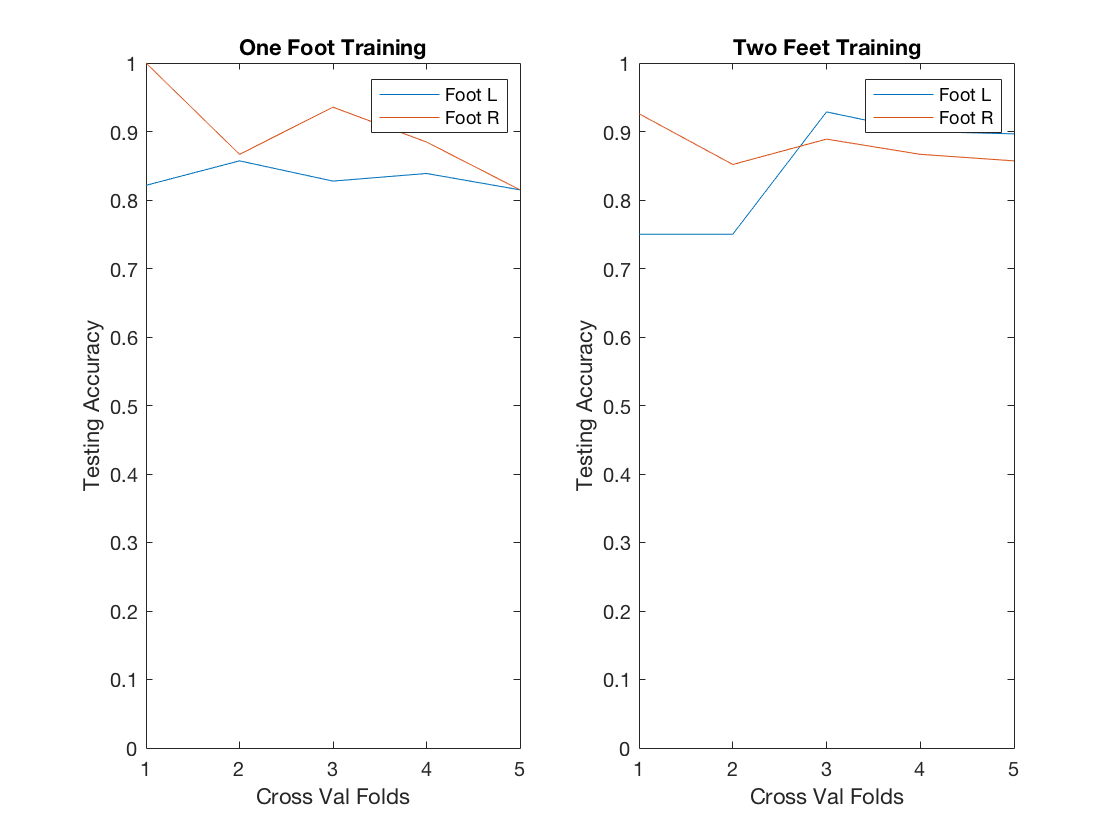 One Foot Training
1
0.9
0.8
0.7
0.6
0.5
0.4
0.3
0.2
0.1
0
1 2 3 4 5
Testing Accuracy
Cross Val Folds
Foot L
Foot R
Two Feet Training
1
0.9
0.8
0.7
0.6
0.5
0.4
0.3
0.2
0.1
0
1 2 3 4 5
Testing Accuracy
Cross Val Folds
Foot L
Foot R